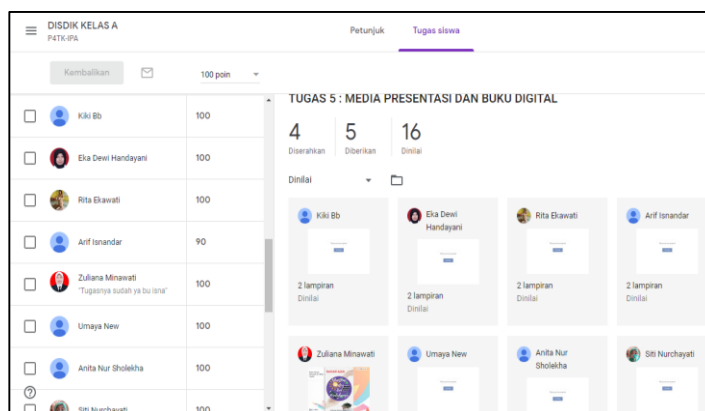 DISDIK KELAS A
P4TK-IPA
Petunjuk
Tugas siswa
Kembalikan
100 poin
Kiki Bb
100
Eka Dewi Handayani
100
Rita Ekawati
100
Arif Isnandar
90
Zuliana Minawati
"Tugasnya sudah ya bu isna"
100
Umaya New
100
Anita Nur Sholekha
100
Siti Nurchayati
100
TUGAS 5 : MEDIA PRESENTASI DAN BUKU DIGITAL
4
5
16
Diserahkan
Diberikan
Dinilai
Dinilai
Kiki Bb
2 lampiran
Dinilai
Eka Dewi
Handayani
2 lampiran
Dinilai
Rita Ekawati
2 lampiran
Dinilai
Arif Isnandar
2 lampiran
Dinilai
Zuliana Minawati
Umaya New
Anita Nur
Sholekha
Siti Nurchayati